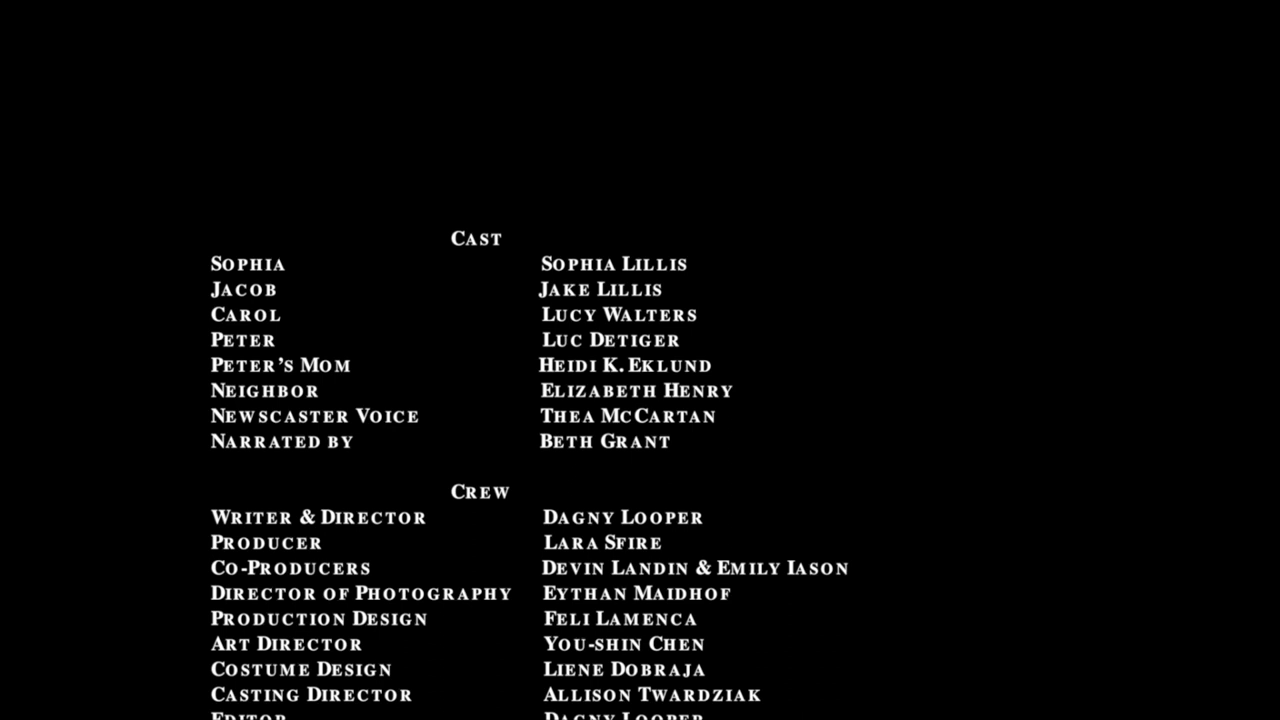 Cast
Sophia Sophia Lillis
Jacob Jake Lillis
Carol Lucy Walters
Peter Luc Detiger
Peter's Mom Heidi K. Eklund
Neighbor Elizabeth Henry
Newscaster Voice Thea McCartan
Narrated by Beth Grant
Crew
Writer & Director Dagny Looper
Producer Lara Sfire
Co-Producers Devin Landin & Emily Iason
Director of Photography Eythan Maidhof
Production Design Feli Lamenca
Art Director You-shin Chen
Costume Design Liene Dobraja
Casting Director Allison Twardziak
Editor Dagny Looper